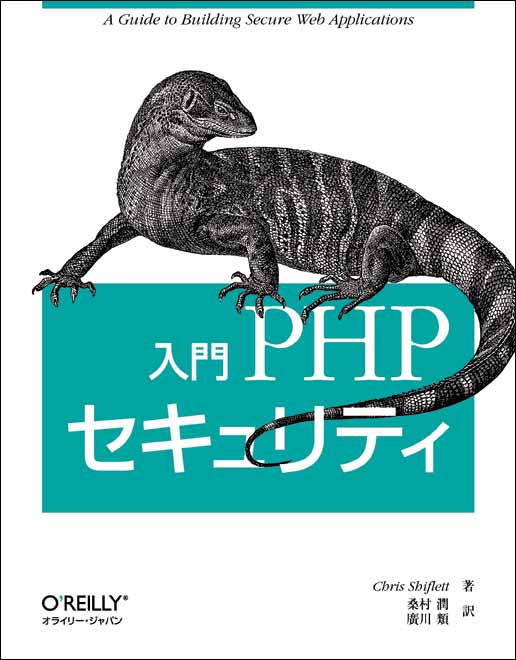 A Guide to Building Secure Web Applications
入門 PHP
セキュリティ
Chris Shiflett 著
桑村 潤
廣川 類 訳
O'REILLY®
オライリー・ジャパン